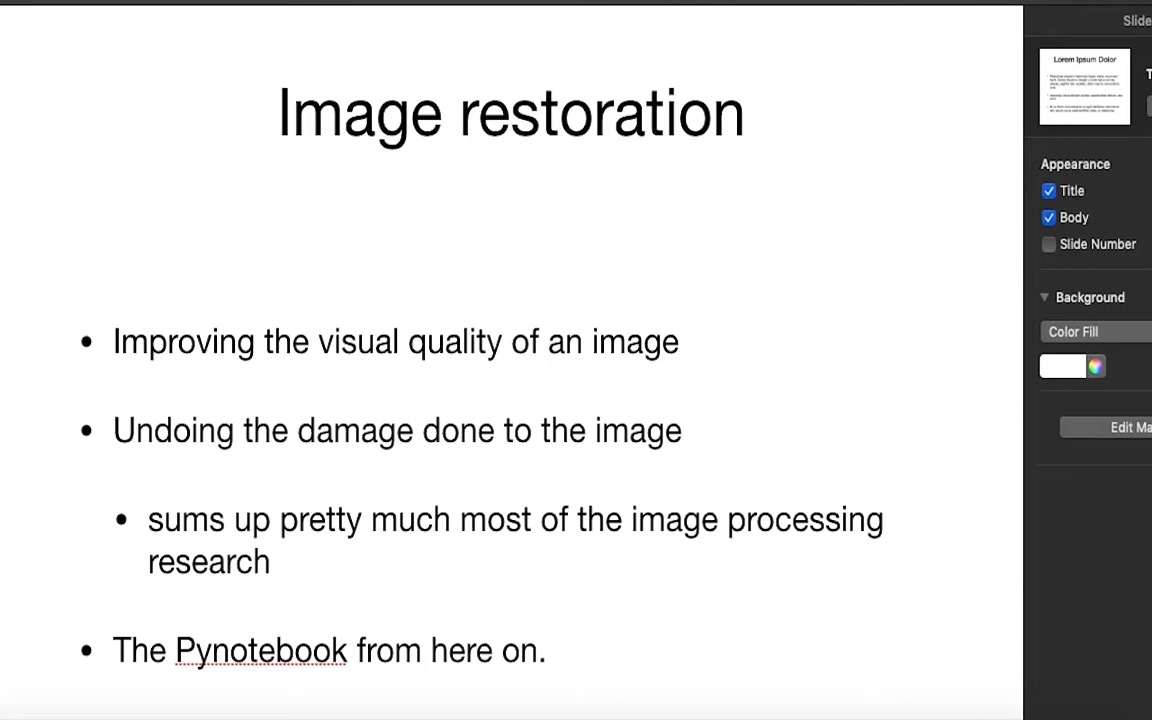 Slide
Lorem Ipsum Dolor
Image restoration
Appearance
Title
Body
Slide Number
Background
Color Fill
Edit Ma
• Improving the visual quality of an image
• Undoing the damage done to the image
• sums up pretty much most of the image processing
research
• The Pynotebook from here on.